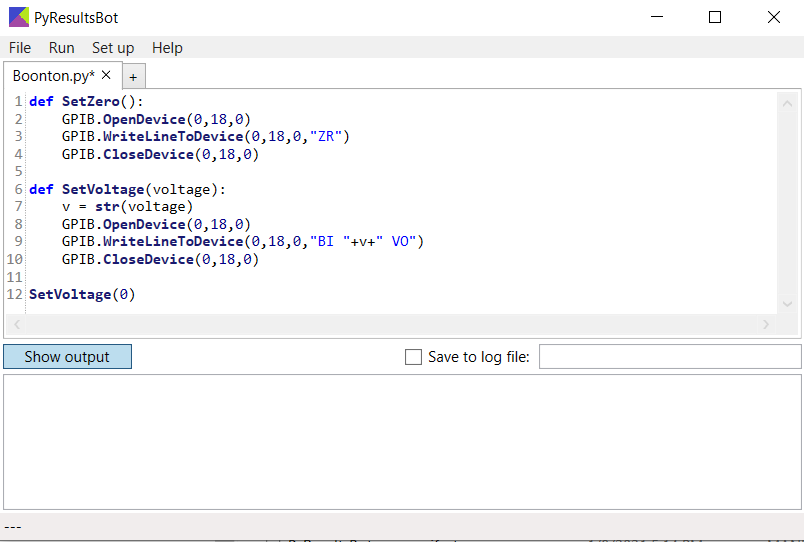 PyResultsBot
File Run Set up Help
Boonton.py* × +
1 def SetZero():
2     GPIB.OpenDevice(0,18,0)
3     GPIB.WriteLineToDevice(0,18,0,"ZR")
4     GPIB.CloseDevice(0,18,0)
5
6 def SetVoltage(voltage):
7     v = str(voltage)
8     GPIB.OpenDevice(0,18,0)
9     GPIB.WriteLineToDevice(0,18,0,"BI "+v+" VO")
10     GPIB.CloseDevice(0,18,0)
11
12 SetVoltage(0)
Show output Save to log file:
---